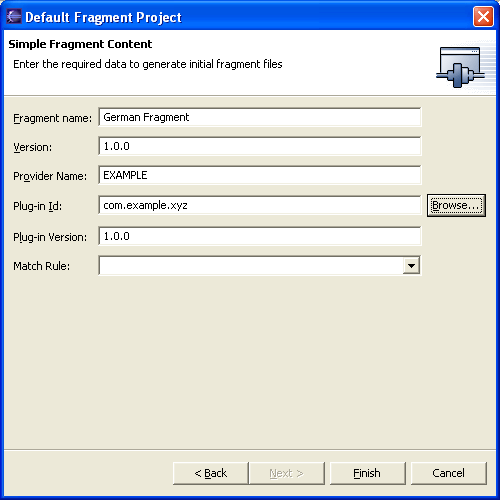 Default Fragment Project
Simple Fragment Content
Enter the required data to generate initial fragment files
Fragment name: German Fragment
Version: 1.0.0
Provider Name: EXAMPLE
Plug-in Id: com.example.xyz Browse...
Plug-in Version: 1.0.0
Match Rule:
< Back Next > Finish Cancel